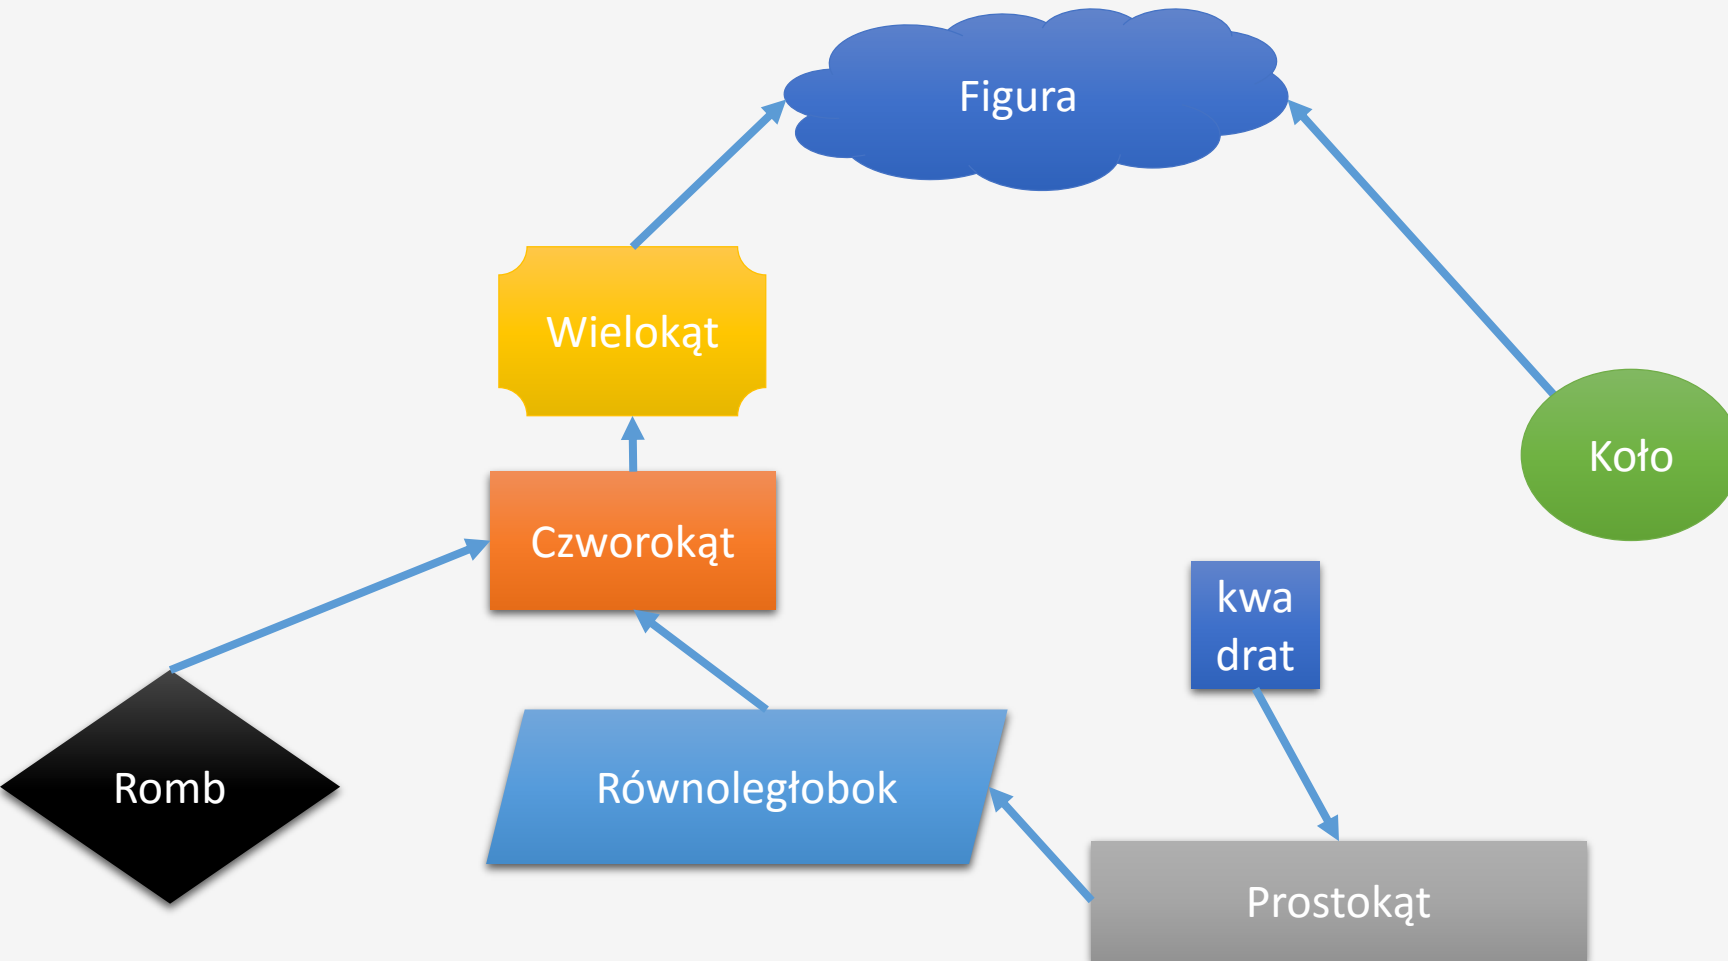 Figura
Wielokąt
Koło
Czworokąt
kwa
drat
Romb
Równoległobok
Prostokąt